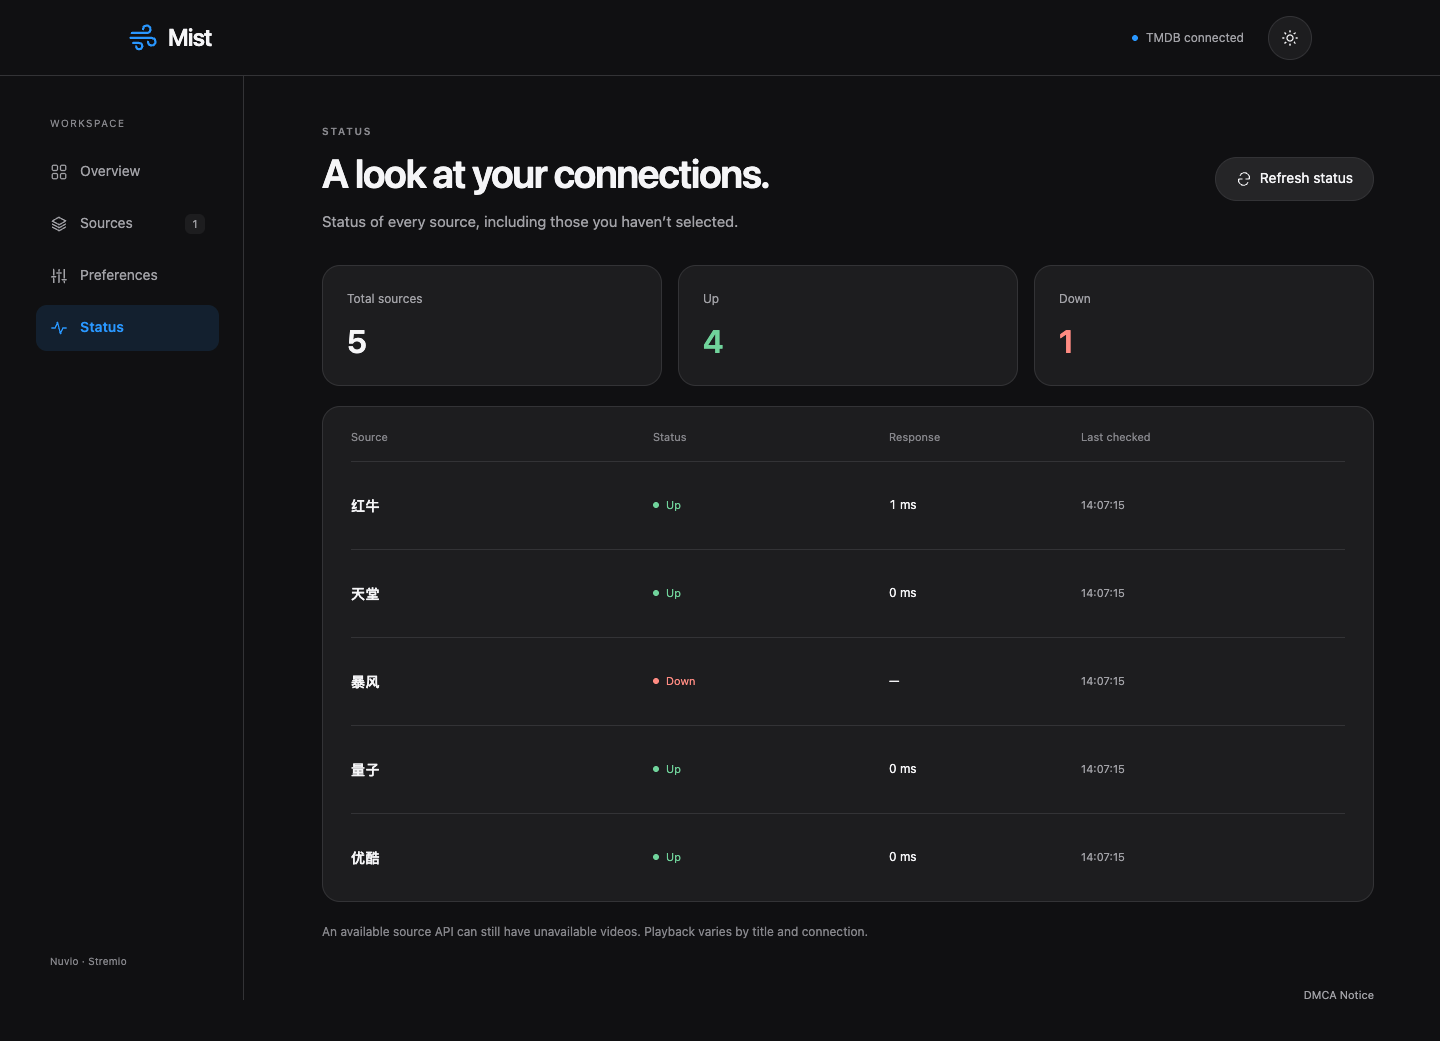 Mist
TMDB connected
WORKSPACE
Overview
Sources 1
Preferences
Status
Nuvio · Stremio
STATUS
A look at your connections.
Status of every source, including those you haven’t selected.
Refresh status
Total sources
5
Up
4
Down
1
Source Status Response Last checked
红牛 Up 1 ms 14:07:15
天堂 Up 0 ms 14:07:15
暴风 Down — 14:07:15
量子 Up 0 ms 14:07:15
优酷 Up 0 ms 14:07:15
An available source API can still have unavailable videos. Playback varies by title and connection.
DMCA Notice